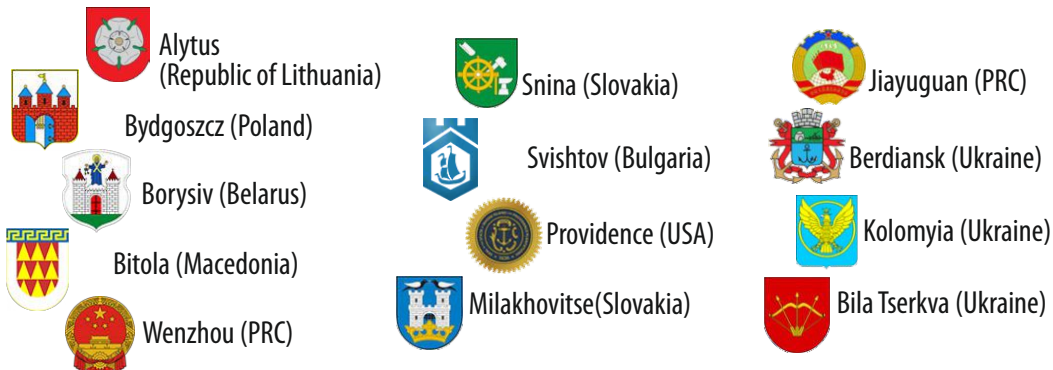 Alytus
(Republic of Lithuania)
Bydgoszcz (Poland)
Borysiv (Belarus)
Bitola (Macedonia)
Wenzhou (PRC)
Snina (Slovakia)
Svishtov (Bulgaria)
Providence (USA)
Milakhovitse(Slovakia)
Jiayuguan (PRC)
Berdiansk (Ukraine)
Kolomyia (Ukraine)
Bila Tserkva (Ukraine)